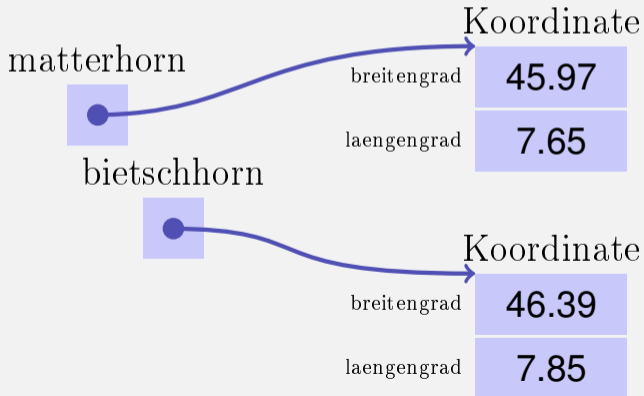 matterhorn
Koordinate
breitengrad 45.97
laengengrad 7.65
bietschhorn
Koordinate
breitengrad 46.39
laengengrad 7.85